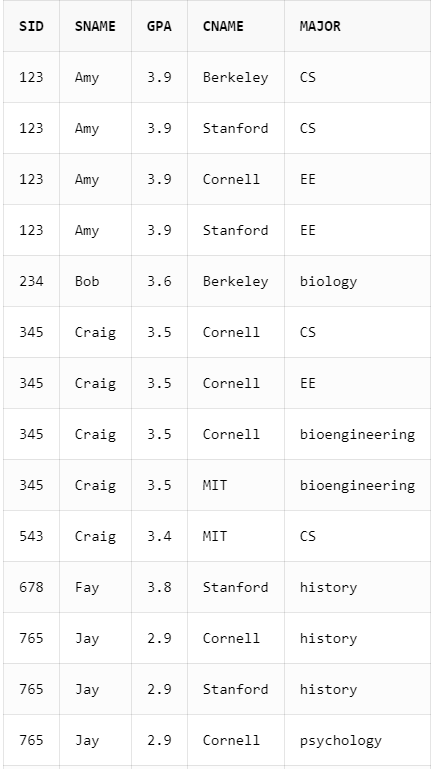 SID SNAME GPA CNAME MAJOR
123 Amy 3.9 Berkeley CS
123 Amy 3.9 Stanford CS
123 Amy 3.9 Cornell EE
123 Amy 3.9 Stanford EE
234 Bob 3.6 Berkeley biology
345 Craig 3.5 Cornell CS
345 Craig 3.5 Cornell EE
345 Craig 3.5 Cornell bioengineering
345 Craig 3.5 MIT bioengineering
543 Craig 3.4 MIT CS
678 Fay 3.8 Stanford history
765 Jay 2.9 Cornell history
765 Jay 2.9 Stanford history
765 Jay 2.9 Cornell psychology